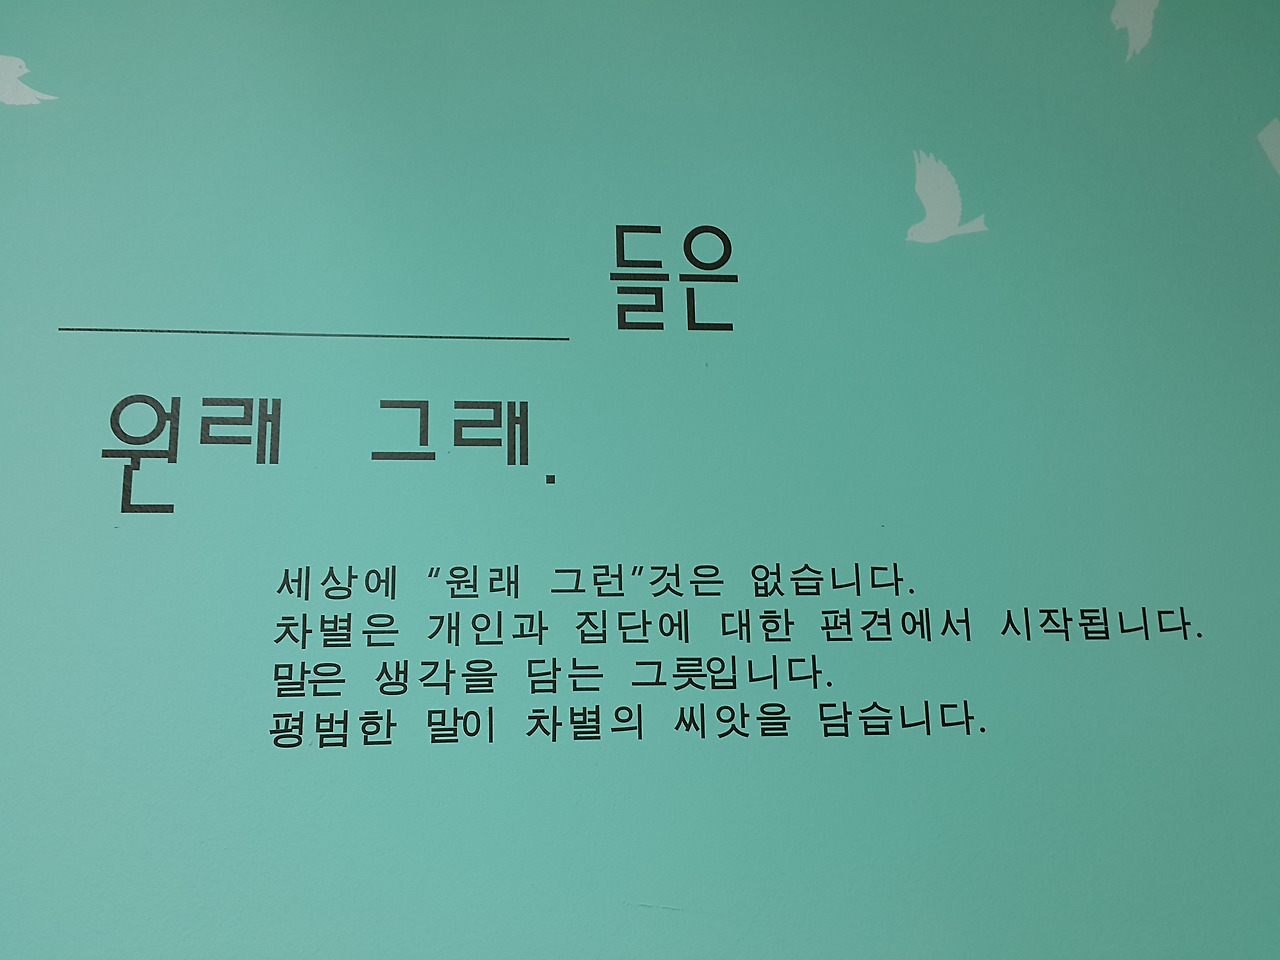 ____________ 들은
원래 그래.
세상에 “원래 그런”것은 없습니다.
차별은 개인과 집단에 대한 편견에서 시작됩니다.
말은 생각을 담는 그릇입니다.
평범한 말이 차별의 씨앗을 담습니다.